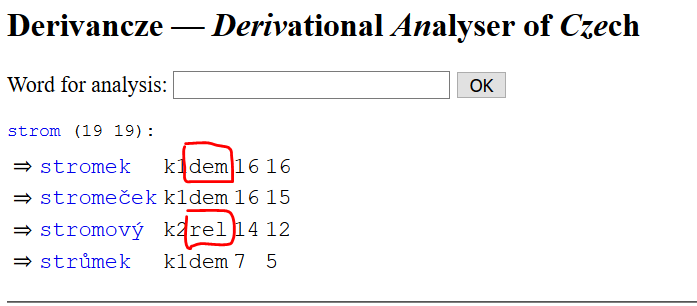 Derivancze — Derivational Analyser of Czech
Word for analysis: OK
strom (19 19):
⇒ stromek k1dem 16 16
⇒ stromeček k1dem 16 15
⇒ stromový k2rel 14 12
⇒ strůmek k1dem 7 5